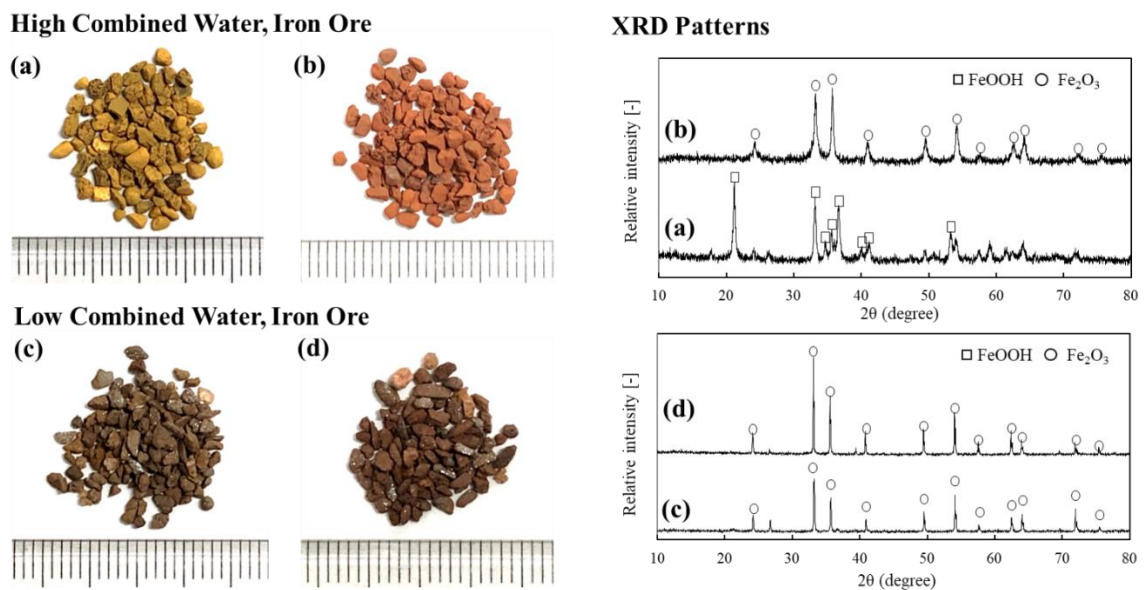 High Combined Water, Iron Ore
(a)
(b)
Low Combined Water, Iron Ore
(c)
(d)
XRD Patterns
□ FeOOH ○ Fe₂O₃
(b)
(a)
Relative intensity [-]
10 20 30 40 50 60 70 80
2θ (degree)
□ FeOOH ○ Fe₂O₃
(d)
(c)
Relative intensity [-]
10 20 30 40 50 60 70 80
2θ (degree)